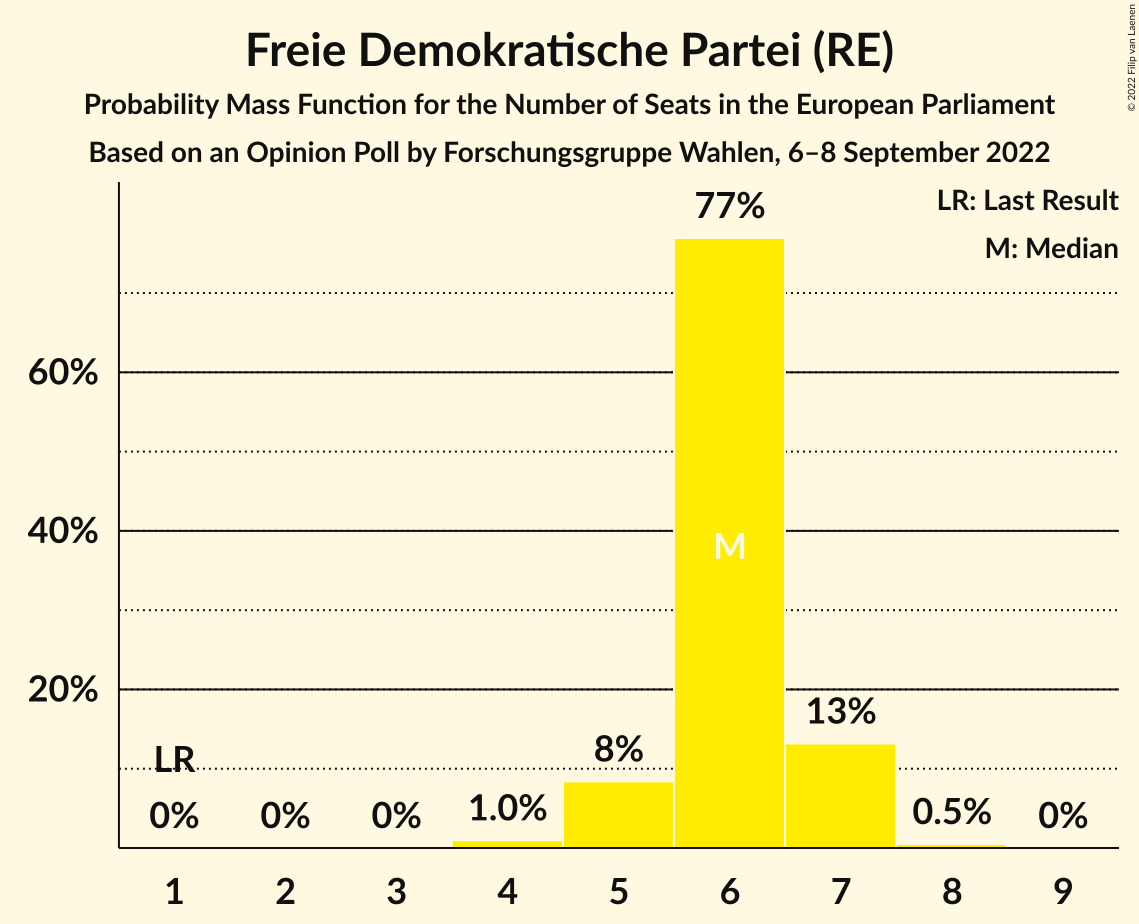 Freie Demokratische Partei (RE)
Probability Mass Function for the Number of Seats in the European Parliament
Based on an Opinion Poll by Forschungsgruppe Wahlen, 6–8 September 2022
© 2022 Filip van Laenen
LR: Last Result
M: Median
77%
60%
40%
20%
M
13%
8%
LR
0% 0% 0% 1.0% 0.5% 0%
1 2 3 4 5 6 7 8 9